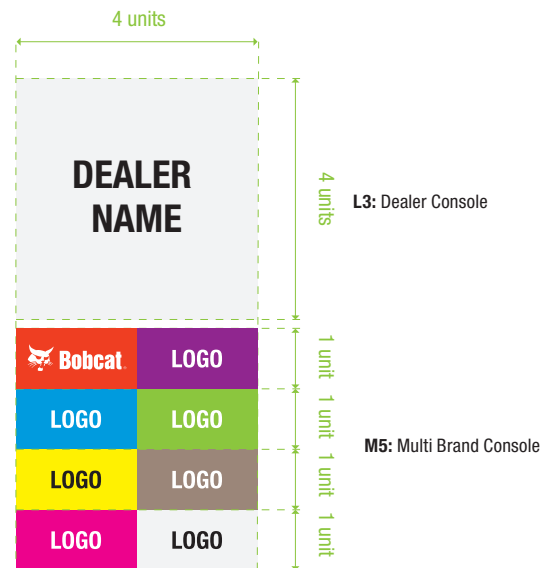 4 units
DEALER
NAME
4 units
L3: Dealer Console
Bobcat.
LOGO
1 unit
LOGO
LOGO
1 unit
M5: Multi Brand Console
LOGO
LOGO
1 unit
LOGO
LOGO
1 unit